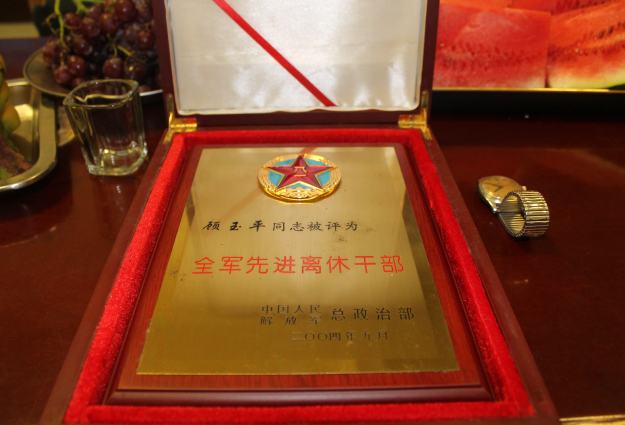 顾玉平同志被评为
全军先进离休干部
中国人民
解放军 总政治部
二〇〇四年九月